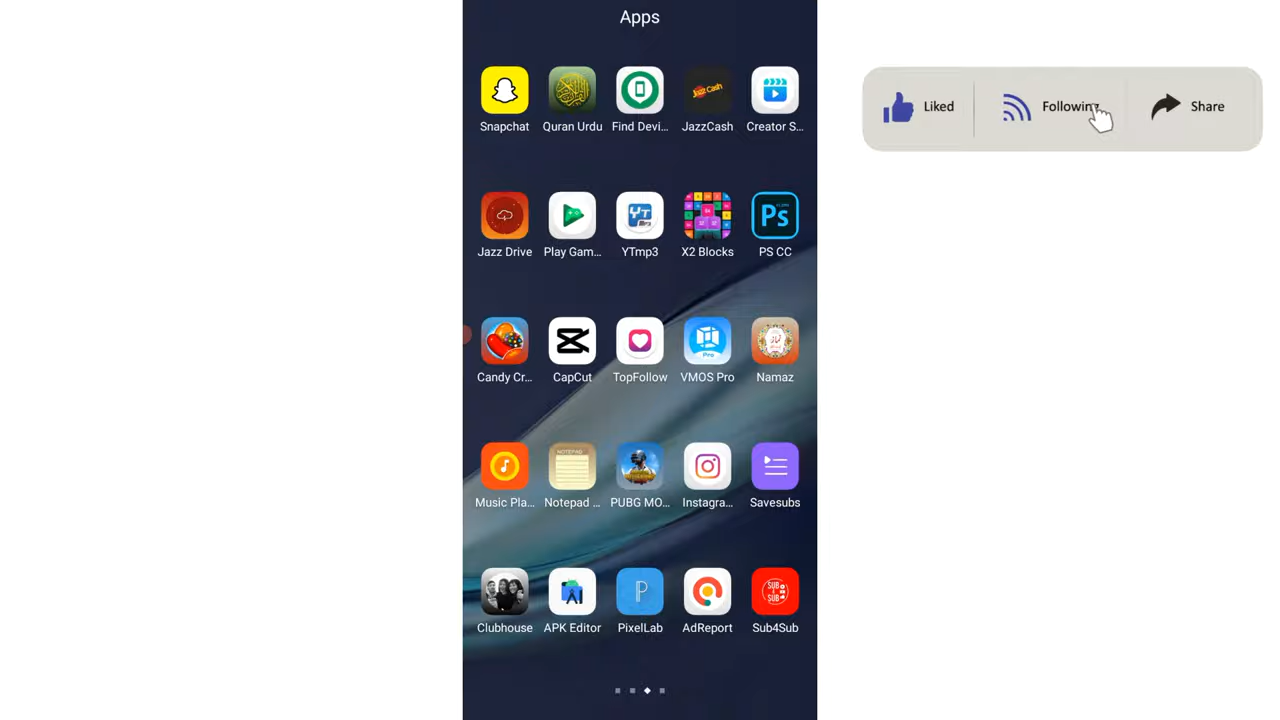 Apps
Liked Following Share
Snapchat Quran Urdu Find Devi... JazzCash Creator S...
Jazz Drive Play Gam... YTmp3 X2 Blocks PS CC
Candy Cr... CapCut TopFollow VMOS Pro Namaz
Music Pla... Notepad ... PUBG MO... Instagra... Savesubs
Clubhouse APK Editor PixelLab AdReport Sub4Sub